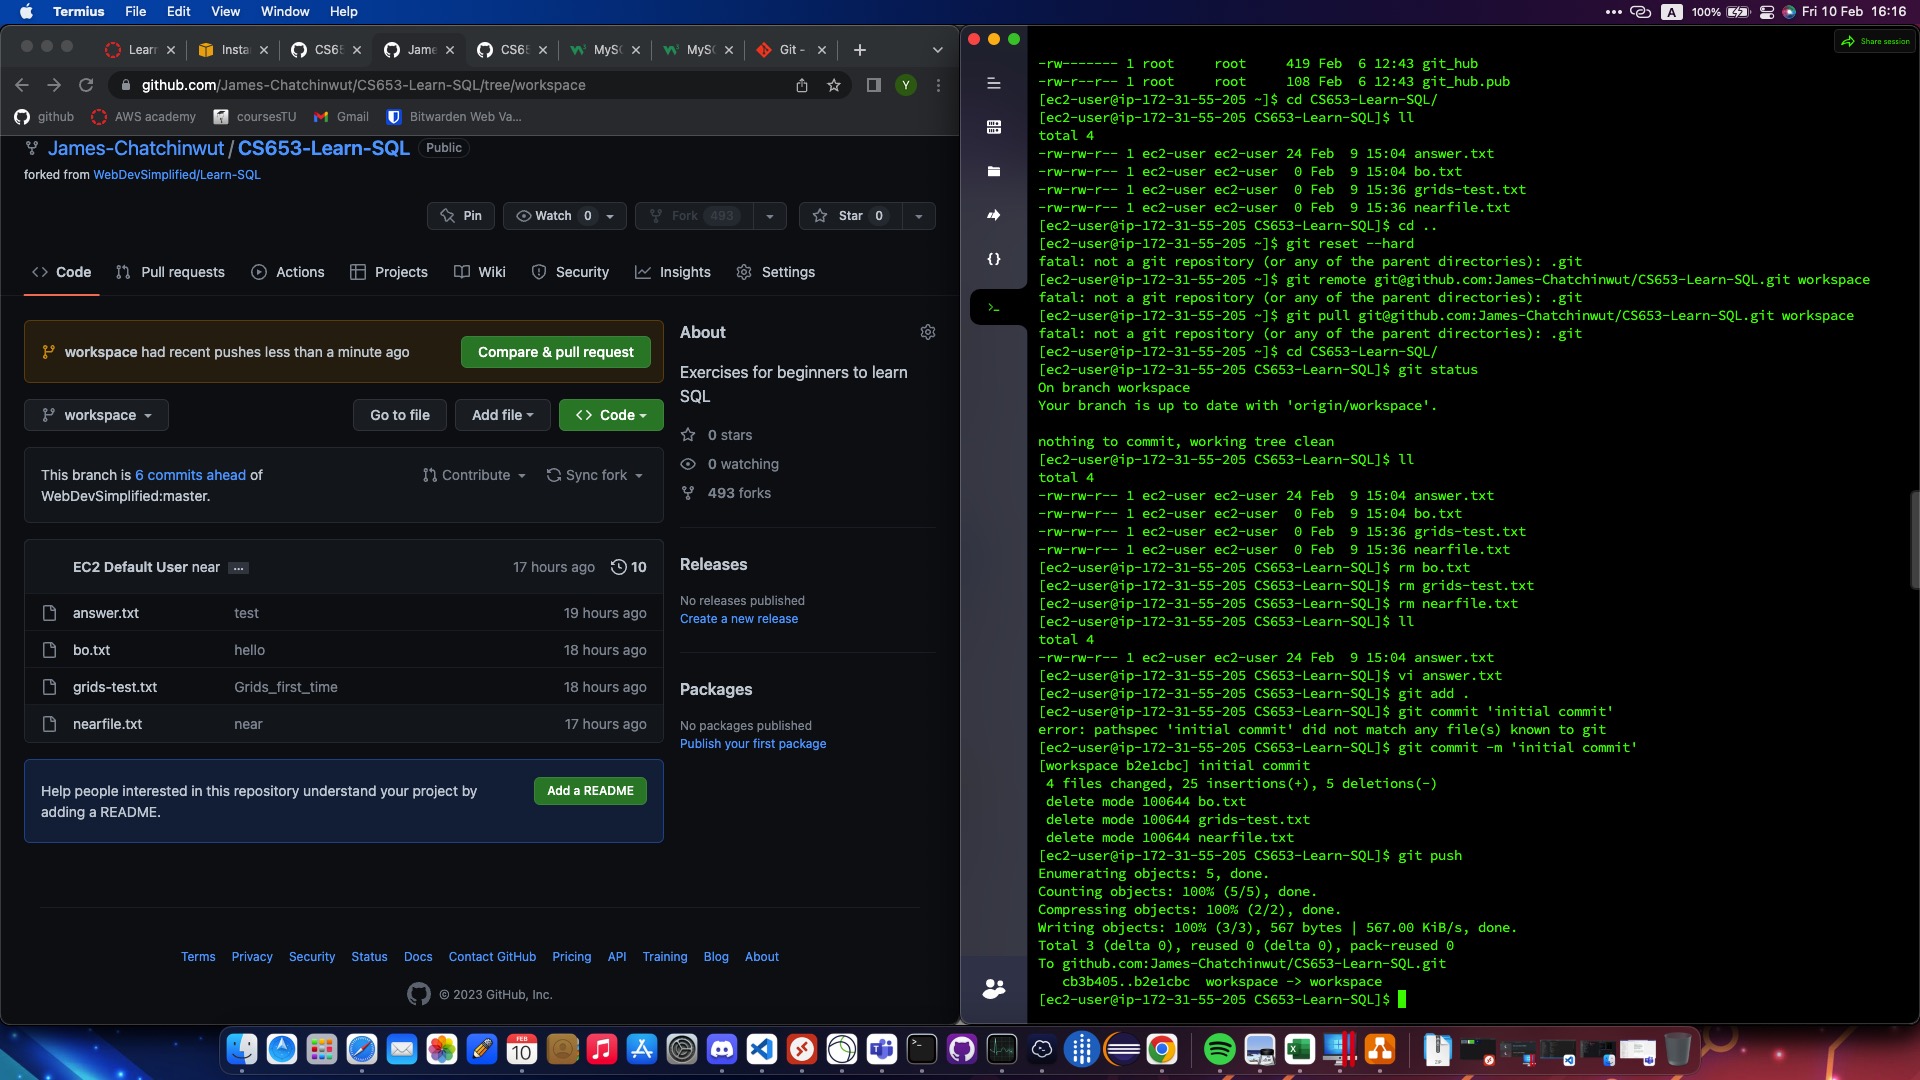 Termius File Edit View Window Help
A 100% Fri 10 Feb 16:16
Learn
Insta
CS65
Jame
CS65
MySQ
MySQ
Git -
github.com/James-Chatchinwut/CS653-Learn-SQL/tree/workspace
Y
github AWS academy coursesTU Gmail Bitwarden Web Va...
James-Chatchinwut / CS653-Learn-SQL Public
forked from WebDevSimplified/Learn-SQL
Pin Watch 0 Fork 493 Star 0
Code Pull requests Actions Projects Wiki Security Insights Settings
workspace had recent pushes less than a minute ago Compare & pull request
workspace Go to file Add file Code
This branch is 6 commits ahead of WebDevSimplified:master. Contribute Sync fork
EC2 Default User near ... 17 hours ago 10
answer.txt test 19 hours ago
bo.txt hello 18 hours ago
grids-test.txt Grids_first_time 18 hours ago
nearfile.txt near 17 hours ago
Help people interested in this repository understand your project by
adding a README.
Add a README
About
Exercises for beginners to learn
SQL
0 stars
0 watching
493 forks
Releases
No releases published
Create a new release
Packages
No packages published
Publish your first package
Terms Privacy Security Status Docs Contact GitHub Pricing API Training Blog About
© 2023 GitHub, Inc.
Share session
-rw------- 1 root root 419 Feb 6 12:43 git_hub
-rw-r--r-- 1 root root 108 Feb 6 12:43 git_hub.pub
[ec2-user@ip-172-31-55-205 ~]$ cd CS653-Learn-SQL/
[ec2-user@ip-172-31-55-205 CS653-Learn-SQL]$ ll
total 4
-rw-rw-r-- 1 ec2-user ec2-user 24 Feb 9 15:04 answer.txt
-rw-rw-r-- 1 ec2-user ec2-user 0 Feb 9 15:04 bo.txt
-rw-rw-r-- 1 ec2-user ec2-user 0 Feb 9 15:36 grids-test.txt
-rw-rw-r-- 1 ec2-user ec2-user 0 Feb 9 15:36 nearfile.txt
[ec2-user@ip-172-31-55-205 CS653-Learn-SQL]$ cd ..
[ec2-user@ip-172-31-55-205 ~]$ git reset --hard
fatal: not a git repository (or any of the parent directories): .git
[ec2-user@ip-172-31-55-205 ~]$ git remote git@github.com:James-Chatchinwut/CS653-Learn-SQL.git workspace
fatal: not a git repository (or any of the parent directories): .git
[ec2-user@ip-172-31-55-205 ~]$ git pull git@github.com:James-Chatchinwut/CS653-Learn-SQL.git workspace
fatal: not a git repository (or any of the parent directories): .git
[ec2-user@ip-172-31-55-205 ~]$ cd CS653-Learn-SQL/
[ec2-user@ip-172-31-55-205 CS653-Learn-SQL]$ git status
On branch workspace
Your branch is up to date with 'origin/workspace'.
nothing to commit, working tree clean
[ec2-user@ip-172-31-55-205 CS653-Learn-SQL]$ ll
total 4
-rw-rw-r-- 1 ec2-user ec2-user 24 Feb 9 15:04 answer.txt
-rw-rw-r-- 1 ec2-user ec2-user 0 Feb 9 15:04 bo.txt
-rw-rw-r-- 1 ec2-user ec2-user 0 Feb 9 15:36 grids-test.txt
-rw-rw-r-- 1 ec2-user ec2-user 0 Feb 9 15:36 nearfile.txt
[ec2-user@ip-172-31-55-205 CS653-Learn-SQL]$ rm bo.txt
[ec2-user@ip-172-31-55-205 CS653-Learn-SQL]$ rm grids-test.txt
[ec2-user@ip-172-31-55-205 CS653-Learn-SQL]$ rm nearfile.txt
[ec2-user@ip-172-31-55-205 CS653-Learn-SQL]$ ll
total 4
-rw-rw-r-- 1 ec2-user ec2-user 24 Feb 9 15:04 answer.txt
[ec2-user@ip-172-31-55-205 CS653-Learn-SQL]$ vi answer.txt
[ec2-user@ip-172-31-55-205 CS653-Learn-SQL]$ git add .
[ec2-user@ip-172-31-55-205 CS653-Learn-SQL]$ git commit 'initial commit'
error: pathspec 'initial commit' did not match any file(s) known to git
[ec2-user@ip-172-31-55-205 CS653-Learn-SQL]$ git commit -m 'initial commit'
[workspace b2e1cbc] initial commit
4 files changed, 25 insertions(+), 5 deletions(-)
delete mode 100644 bo.txt
delete mode 100644 grids-test.txt
delete mode 100644 nearfile.txt
[ec2-user@ip-172-31-55-205 CS653-Learn-SQL]$ git push
Enumerating objects: 5, done.
Counting objects: 100% (5/5), done.
Compressing objects: 100% (2/2), done.
Writing objects: 100% (3/3), 567 bytes | 567.00 KiB/s, done.
Total 3 (delta 0), reused 0 (delta 0), pack-reused 0
To github.com:James-Chatchinwut/CS653-Learn-SQL.git
cb3b405..b2e1cbc workspace -> workspace
[ec2-user@ip-172-31-55-205 CS653-Learn-SQL]$
FEB
10